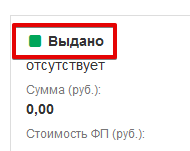 Выдано
отсутствует
Сумма (руб.):
0,00
Стоимость ФП (руб.):